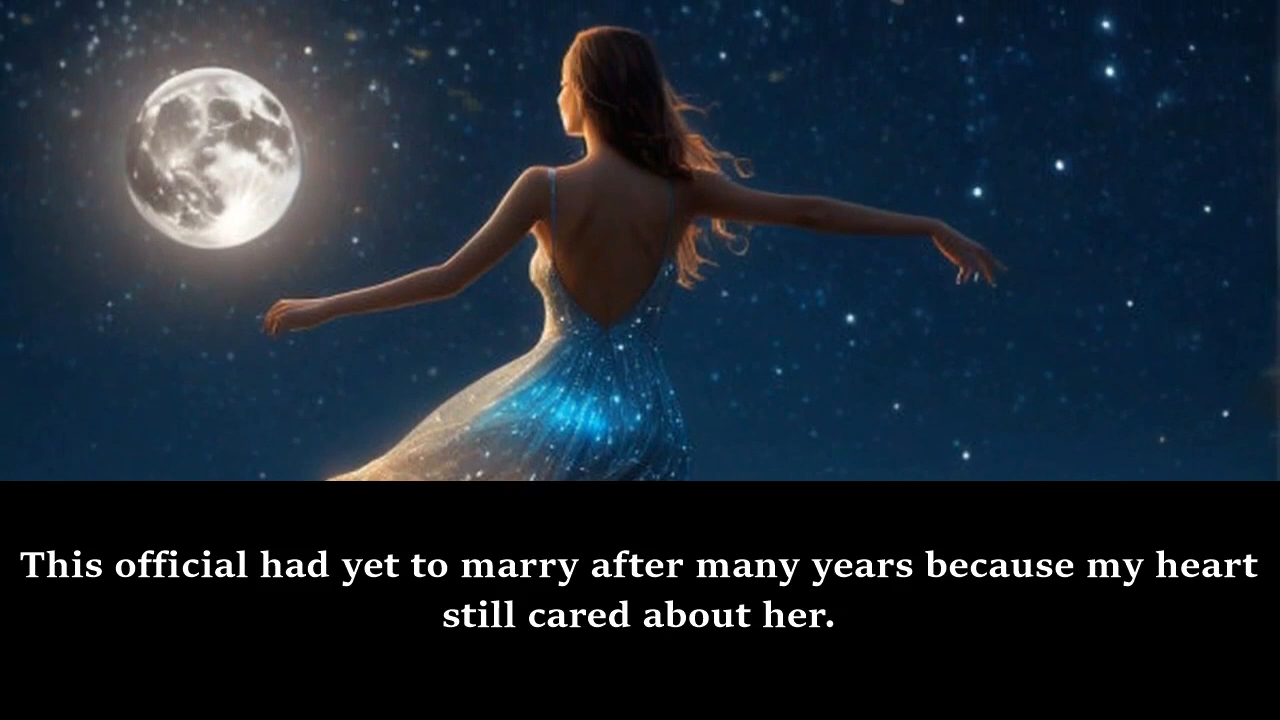 This official had yet to marry after many years because my heart
still cared about her.